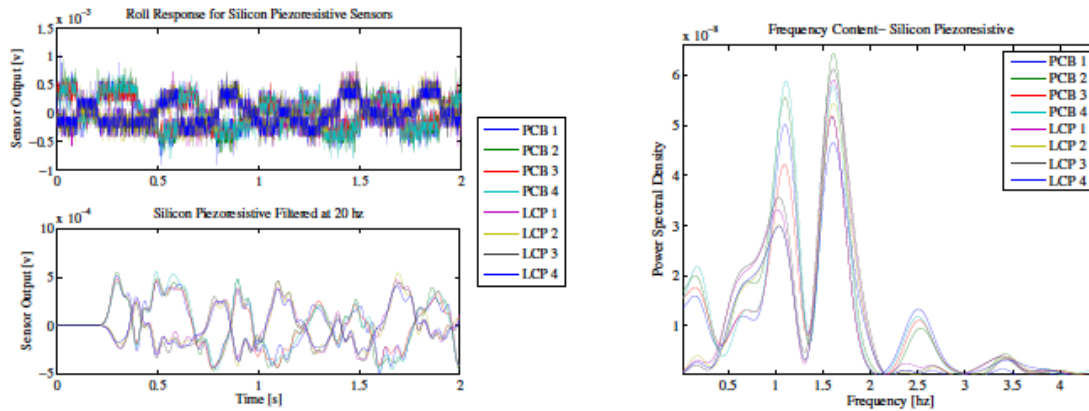 Roll Response for Silicon Piezoresistive Sensors
x 10⁻³
Sensor Output [v]
1.5
1
0.5
0
−0.5
−1
0 0.5 1 1.5 2
Silicon Piezoresistive Filtered at 20 hz
x 10⁻⁴
Sensor Output [v]
10
5
0
−5
0 0.5 1 1.5 2
Time [s]
PCB 1
PCB 2
PCB 3
PCB 4
LCP 1
LCP 2
LCP 3
LCP 4
Frequency Content− Silicon Piezoresistive
x 10⁻⁸
Power Spectral Density
6
5
4
3
2
1
0.5 1 1.5 2 2.5 3 3.5 4
Frequency [hz]
PCB 1
PCB 2
PCB 3
PCB 4
LCP 1
LCP 2
LCP 3
LCP 4